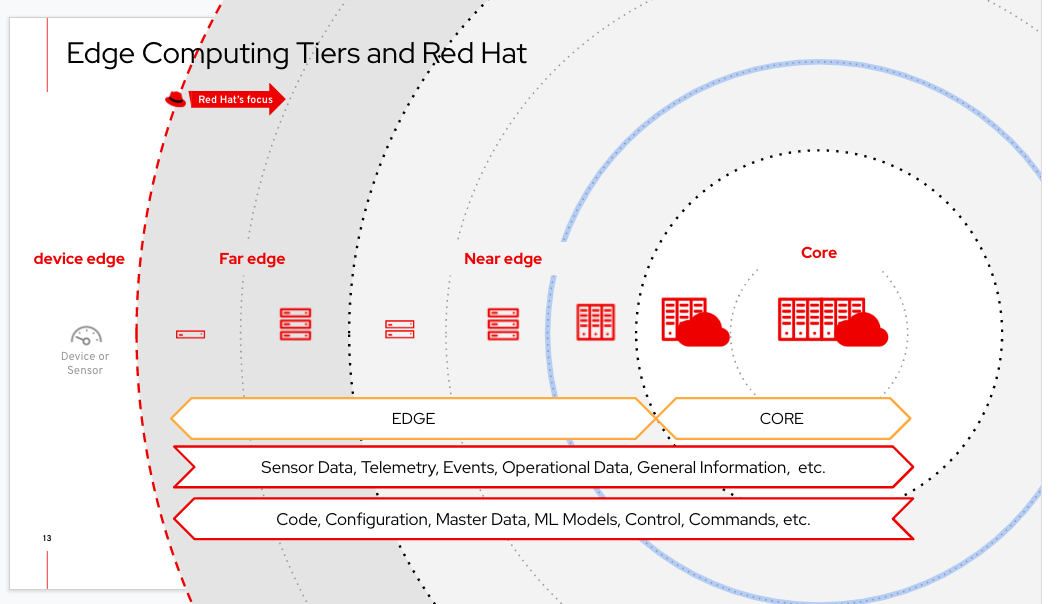 Edge Computing Tiers and Red Hat
Red Hat's focus
device edge
Far edge
Near edge
Core
Device or
Sensor
EDGE
CORE
Sensor Data, Telemetry, Events, Operational Data, General Information,  etc.
Code, Configuration, Master Data, ML Models, Control, Commands, etc.
13